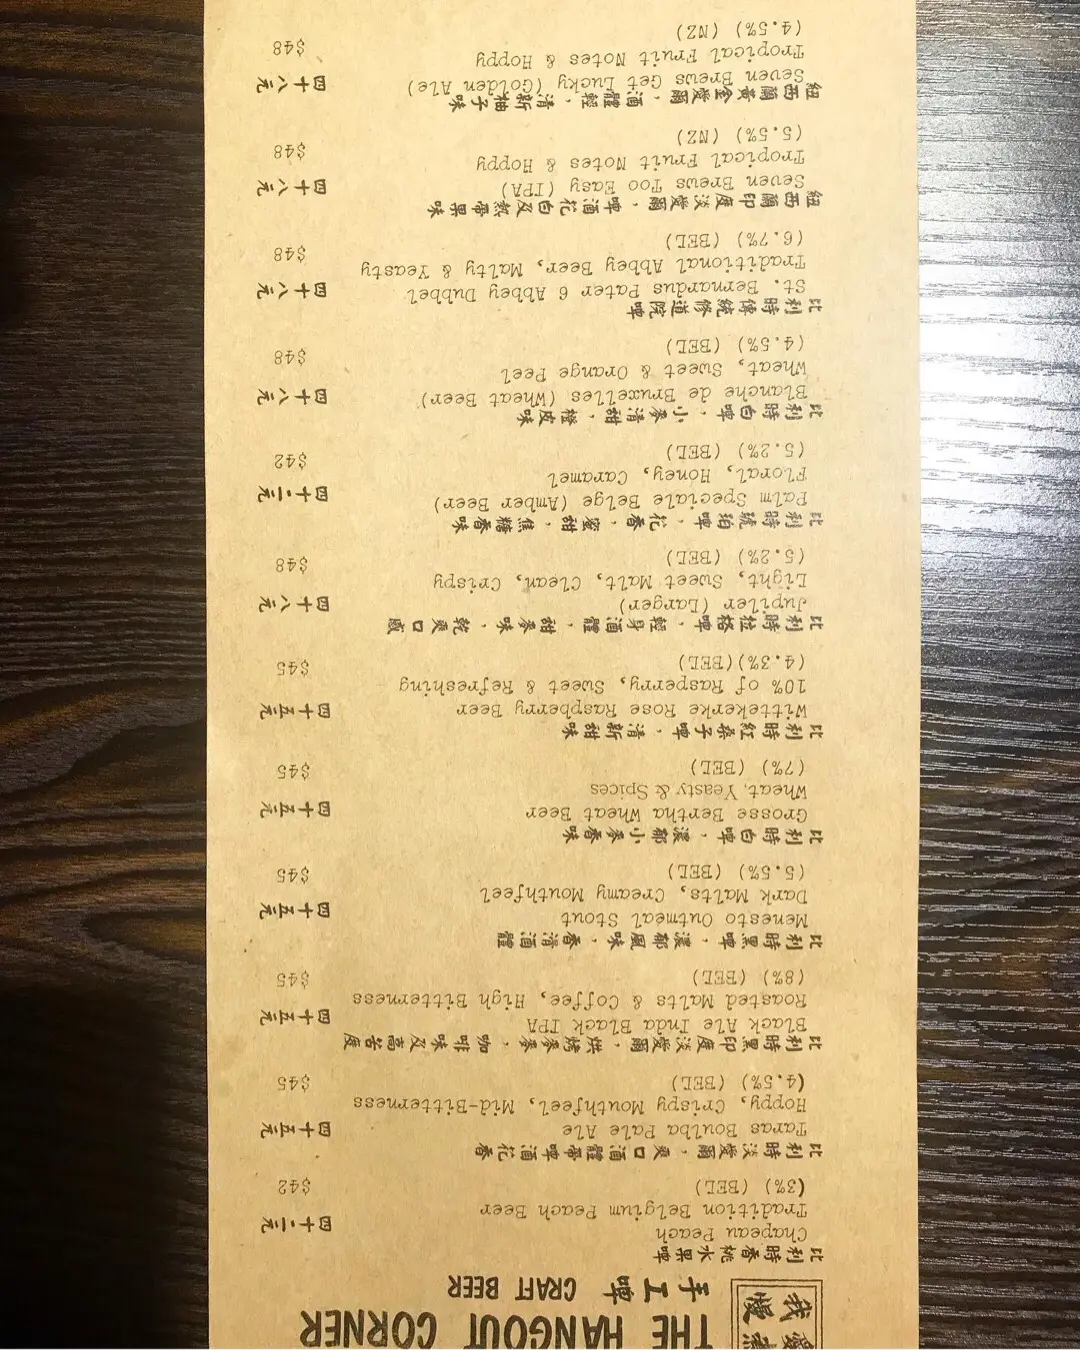 THE HANGOUT CORNER
手工啤 CRAFT BEER
我慢
比利時香桃水果啤
Chapeau Peach
四十二元
Tradition Belgium Peach Beer
(3%) (BEL)
$42
比利時淡愛爾，爽口酒體帶啤酒花香
Taras Boulba Pale Ale
四十五元
Hoppy, Crispy Mouthfeel, Mid-Bitterness
(4.5%) (BEL)
$45
比利時黑印度淡愛爾，烘烤麥麥，咖啡味及高苦度
Black Ale Inda Black IPA
四十五元
Roasted Malts & Coffee, High Bitterness
(8%) (BEL)
$45
比利時黑啤，濃郁風味，香滑酒體
Menesto Outmeal Stout
四十五元
Dark Malts, Creamy Mouthfeel
(5.5%) (BEL)
$45
比利時白啤，濃郁小麥香味
Grosse Bertha Wheat Beer
四十五元
Wheat, Yeasty & Spices
(7%) (BEL)
$45
比利時紅桑子啤，清新甜味
Wittekerke Rose Raspberry Beer
四十五元
10% of Rasperry, Sweet & Refreshing
(4.3%)(BEL)
$45
比利時拉格啤，輕身酒體，甜麥味，乾爽口感
Jupiler (Larger)
四十八元
Light, Sweet Malt, Clean, Crispy
(5.2%) (BEL)
$48
比利時琥珀啤，花香，蜜甜，焦糖香味
Palm Speciale Belge (Amber Beer)
四十二元
Floral, Honey, Caramel
(5.2%) (BEL)
$42
比利時白啤，小麥清甜，橙皮味
Blanche de Bruxelles (Wheat Beer)
四十八元
Wheat, Sweet & Orange Peel
(4.5%) (BEL)
$48
比利時傳統修道院啤
St. Bernardus Pater 6 Abbey Dubbel
四十八元
Traditional Abbey Beer, Malty & Yeasty
(6.7%) (BEL)
$48
紐西爾印度淡愛爾，啤酒花白及熱帶果味
Seven Brews Too Easy (IPA)
四十八元
Tropical Fruit Notes & Hoppy
(5.5%) (NZ)
$48
紐西爾黃金愛爾，酒體輕，清新柚子味
Seven Brews Get Lucky (Golden Ale)
四十八元
Tropical Fruit Notes & Hoppy
(4.5%) (NZ)
$48